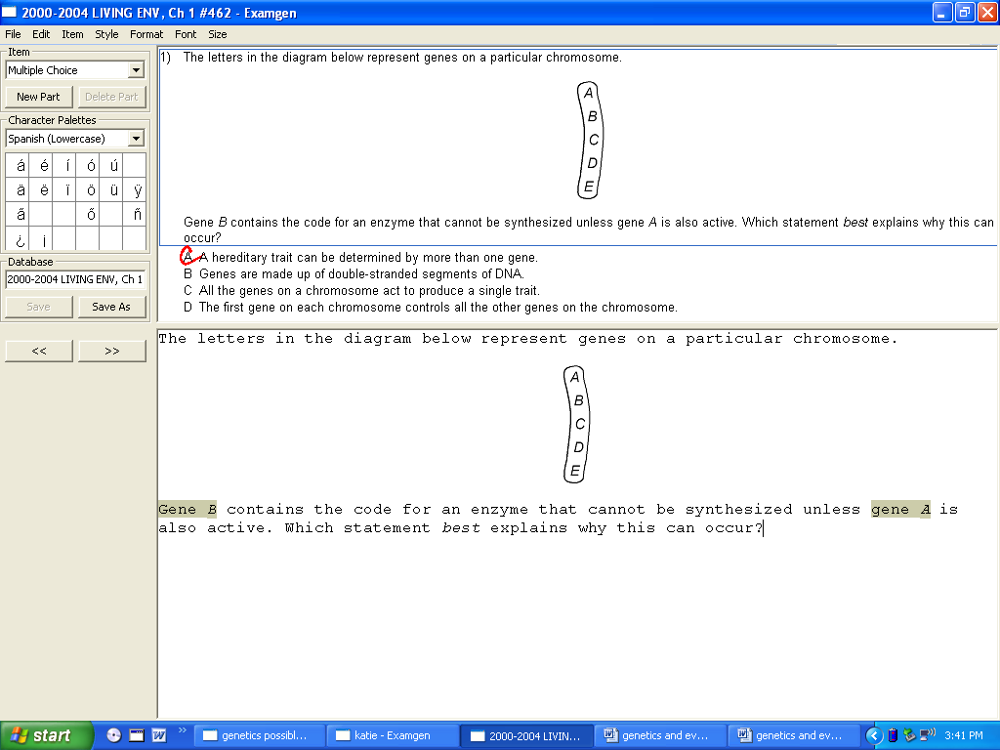 2000-2004 LIVING ENV, Ch 1 #462 - Examgen
File Edit Item Style Format Font Size
Item
Multiple Choice
New Part Delete Part
Character Palettes
Spanish (Lowercase)
á é í ó ú
ä ë ï ö ü ÿ
ã ő ñ
¿ ¡
Database
2000-2004 LIVING ENV, Ch 1
Save Save As
<< >>
1) The letters in the diagram below represent genes on a particular chromosome.
A
B
C
D
E
Gene B contains the code for an enzyme that cannot be synthesized unless gene A is also active. Which statement best explains why this can
occur?
A A hereditary trait can be determined by more than one gene.
B Genes are made up of double-stranded segments of DNA.
C All the genes on a chromosome act to produce a single trait.
D The first gene on each chromosome controls all the other genes on the chromosome.
The letters in the diagram below represent genes on a particular chromosome.
A
B
C
D
E
Gene B contains the code for an enzyme that cannot be synthesized unless gene A is
also active. Which statement best explains why this can occur?
start genetics possibl... katie - Examgen 2000-2004 LIVIN... genetics and ev... genetics and ev... 3:41 PM